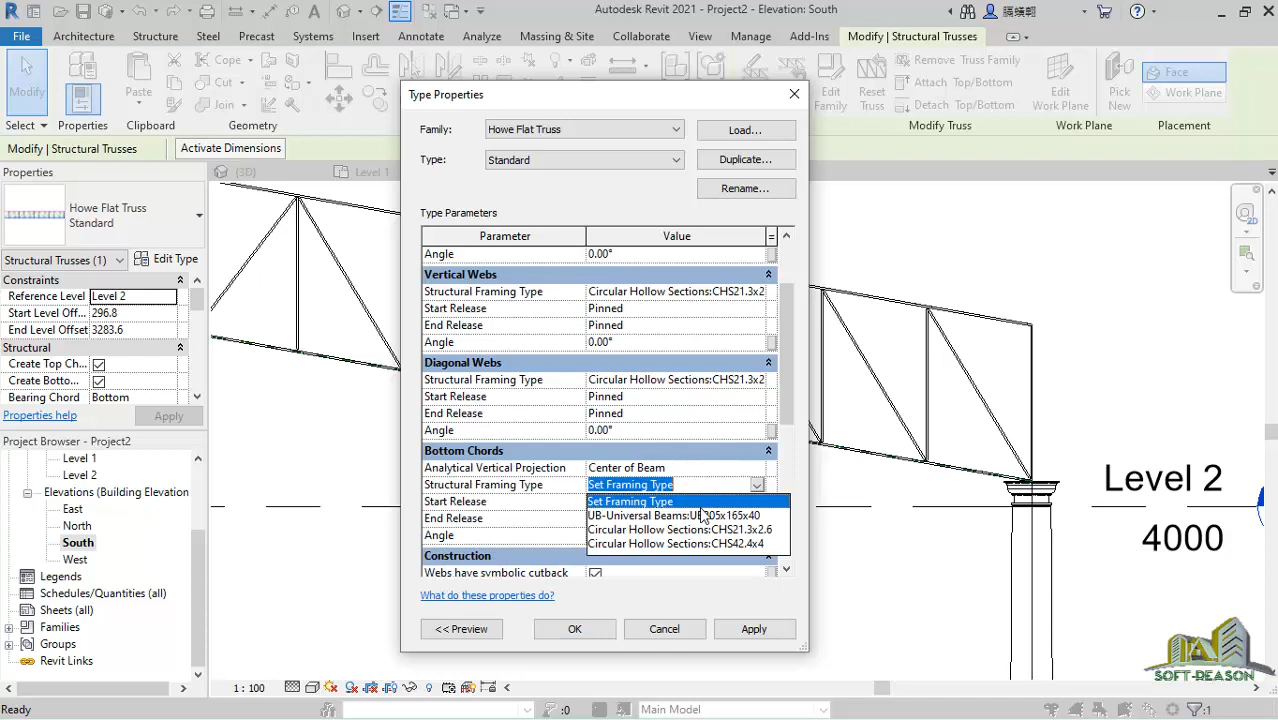 Autodesk Revit 2021 - Project2 - Elevation: South
File Architecture Structure Steel Precast Systems Insert Annotate Analyze Massing & Site Collaborate View Manage Add-Ins Modify | Structural Trusses
Modify
Properties
Paste
Cope
Cut
Join
Edit Family
Reset Truss
Remove Truss Family
Attach Top/Bottom
Detach Top/Bottom
Edit Work Plane
Pick New
Face
Work Plane
Select Properties Clipboard Geometry Modify Truss Work Plane Placement
Modify | Structural Trusses Activate Dimensions
Properties
Howe Flat Truss
Standard
Structural Trusses (1) Edit Type
Constraints
Reference Level Level 2
Start Level Off... 296.8
End Level Offset 3283.6
Structural
Create Top Ch...
Create Botto...
Bearing Chord Bottom
Properties help Apply
Project Browser - Project2
Level 1
Level 2
Elevations (Building Elevation
East
North
South
West
Legends
Schedules/Quantities (all)
Sheets (all)
Families
Groups
Revit Links
(3D) Level 1
Type Properties
Family: Howe Flat Truss Load...
Type: Standard Duplicate...
Rename...
Type Parameters
Parameter Value =
Angle 0.00°
Vertical Webs
Structural Framing Type Circular Hollow Sections:CHS21.3x2
Start Release Pinned
End Release Pinned
Angle 0.00°
Diagonal Webs
Structural Framing Type Circular Hollow Sections:CHS21.3x2
Start Release Pinned
End Release Pinned
Angle 0.00°
Bottom Chords
Analytical Vertical Projection Center of Beam
Structural Framing Type Set Framing Type
Start Release Set Framing Type
UB-Universal Beams:UB305x165x40
End Release Circular Hollow Sections:CHS21.3x2.6
Angle Circular Hollow Sections:CHS42.4x4
Construction
Webs have symbolic cutback
What do these properties do?
<< Preview OK Cancel Apply
Level 2
4000
SOFT-REASON
1 : 100
Ready :0 Main Model :1